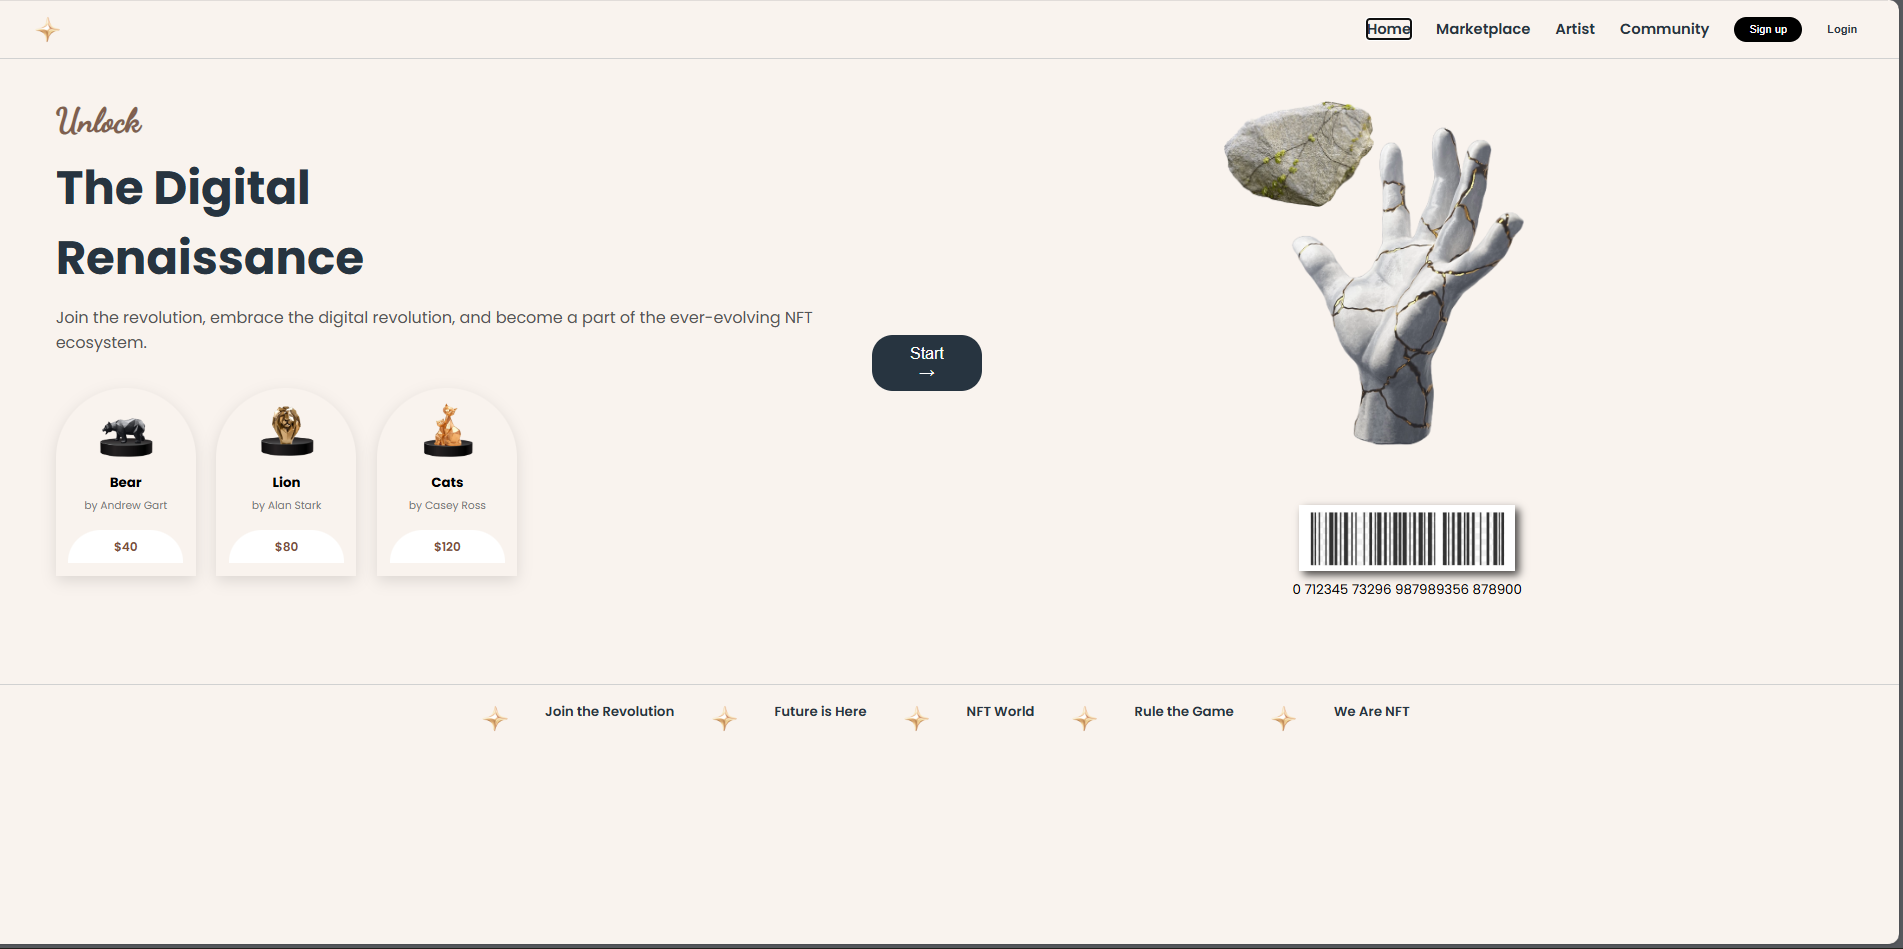 Home Marketplace Artist Community Sign up Login
Unlock
The Digital
Renaissance
Join the revolution, embrace the digital revolution, and become a part of the ever-evolving NFT
ecosystem.
Start
→
Bear
by Andrew Gart
$40
Lion
by Alan Stark
$80
Cats
by Casey Ross
$120
0 712345 73296 987989356 878900
Join the Revolution Future is Here NFT World Rule the Game We Are NFT